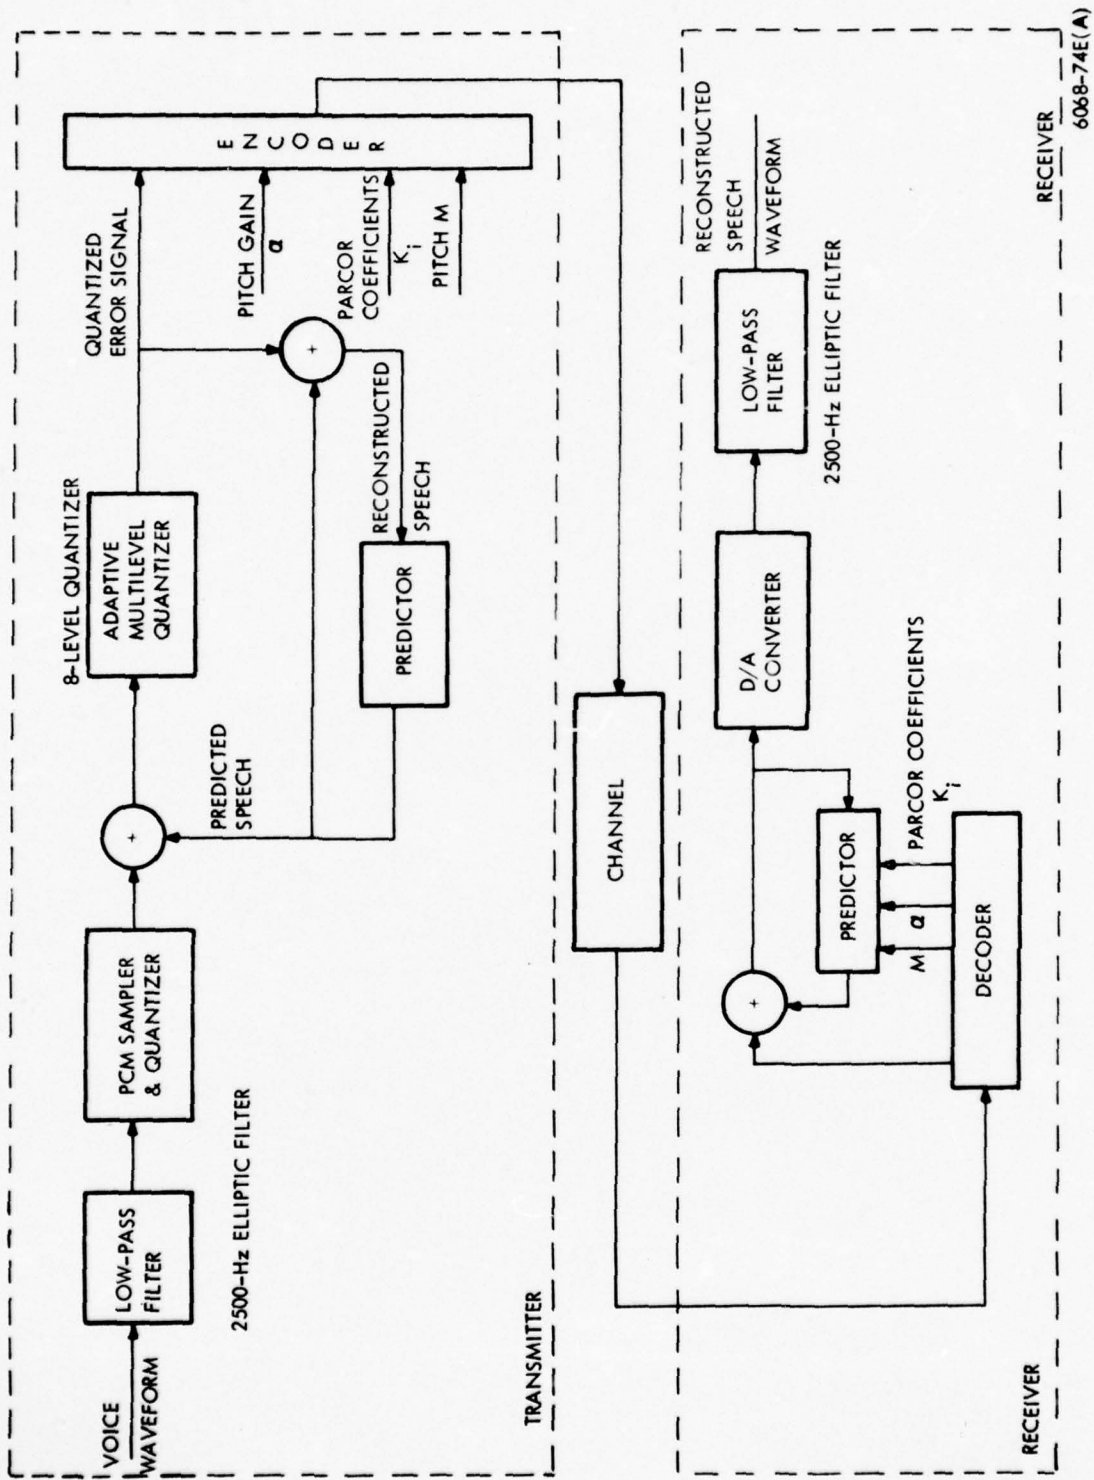 VOICE
WAVEFORM
LOW-PASS
FILTER
2500-Hz ELLIPTIC FILTER
PCM SAMPLER
& QUANTIZER
+
PREDICTED
SPEECH
8-LEVEL QUANTIZER
ADAPTIVE
MULTILEVEL
QUANTIZER
PREDICTOR
RECONSTRUCTED
SPEECH
+
QUANTIZED
ERROR SIGNAL
PITCH GAIN
α
PARCOR
COEFFICIENTS
K i
PITCH M
ENCODER
TRANSMITTER
CHANNEL
RECEIVER
DECODER
M
α
PARCOR COEFFICIENTS
K i
PREDICTOR
+
D/A
CONVERTER
LOW-PASS
FILTER
2500-Hz ELLIPTIC FILTER
RECONSTRUCTED
SPEECH
WAVEFORM
RECEIVER
6068-74E(A)